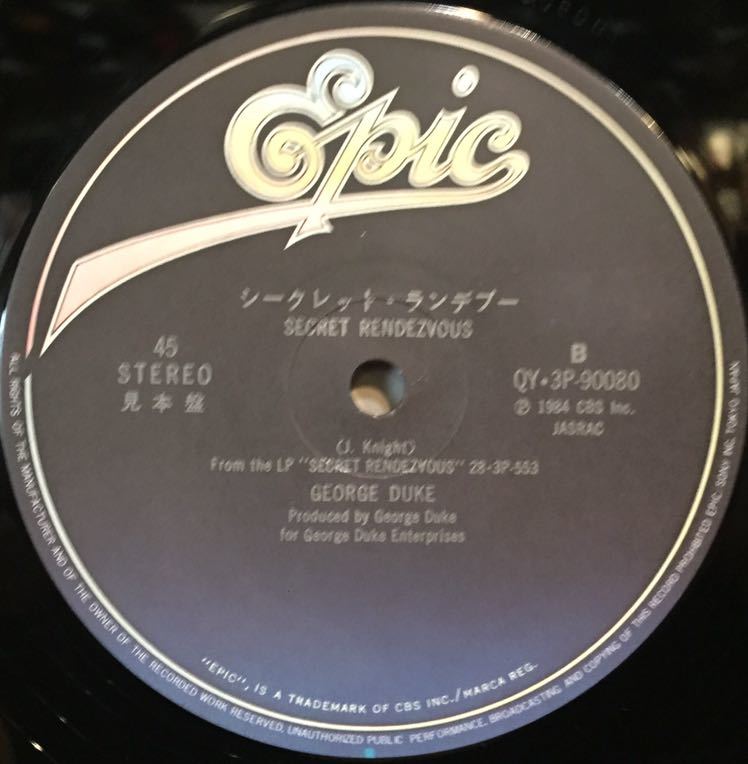 Epic
シークレット・ランデブー
SECRET RENDEZVOUS
45
STEREO
見本盤
B
QY・3P-90080
Ⓟ 1984 CBS Inc.
JASRAC
(J. Knight)
From the LP "SECRET RENDEZVOUS" 28-3P-553
GEORGE DUKE
Produced by George Duke
for George Duke Enterprises
"EPIC", IS A TRADEMARK OF CBS INC./MARCA REG.
ALL RIGHTS OF THE MANUFACTURER AND OF THE OWNER OF THE RECORDED WORK RESERVED, UNAUTHORIZED PUBLIC PERFORMANCE, BROADCASTING AND COPYING OF THIS RECORD PROHIBITED EPIC SONY INC. TOKYO JAPAN